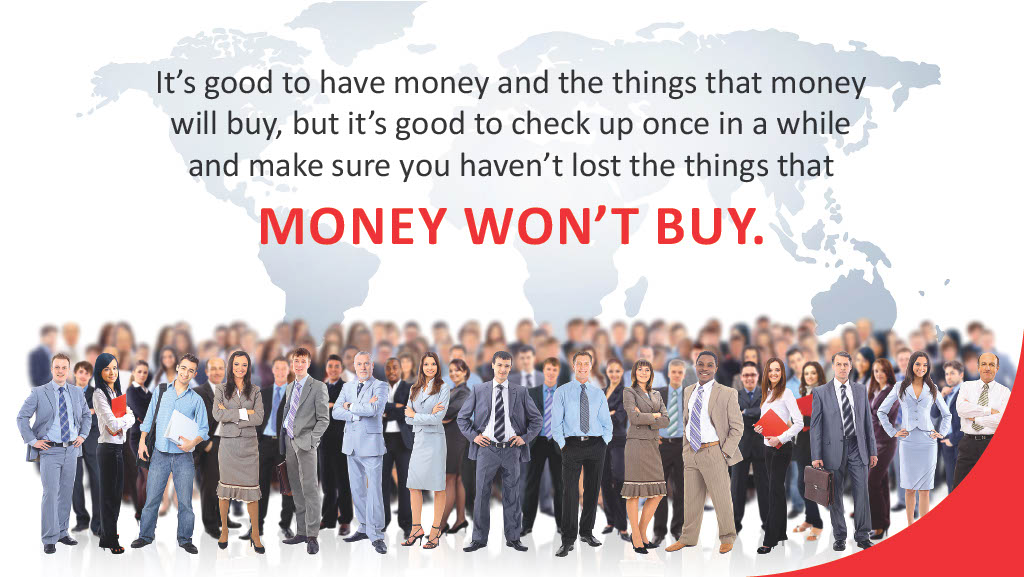 It’s good to have money and the things that money
will buy, but it’s good to check up once in a while
and make sure you haven’t lost the things that
MONEY WON’T BUY.